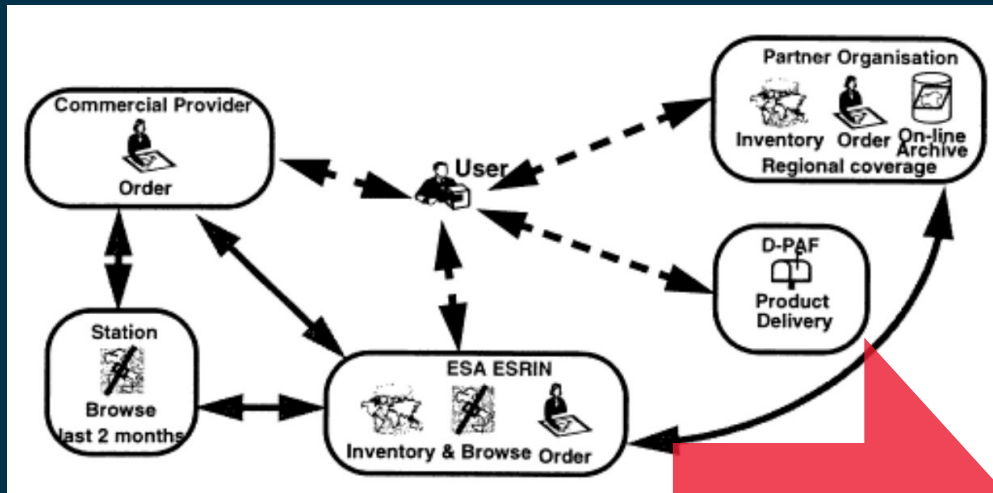 Partner Organisation
Inventory Order On-line
Archive
Regional coverage
Commercial Provider
Order
User
D-PAF
Product
Delivery
Station
Browse
last 2 months
ESA ESRIN
Inventory & Browse Order